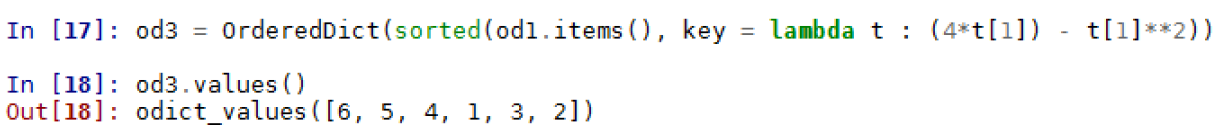 In [17]: od3 = OrderedDict(sorted(od1.items(), key = lambda t : (4*t[1]) - t[1]**2))
In [18]: od3.values()
Out[18]: odict_values([6, 5, 4, 1, 3, 2])